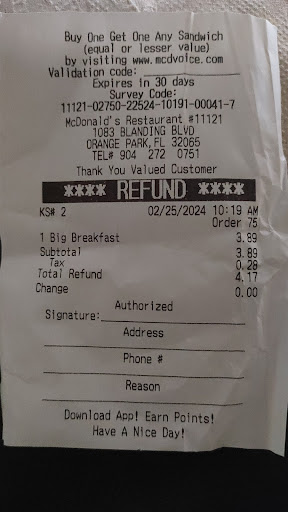 Buy One Get One Any Sandwich
(equal or lesser value)
by visiting www.mcdvoice.com
Validation code: ____________
Expires in 30 days
Survey Code:
11121-02750-22524-10191-00041-7
McDonald's Restaurant #11121
1083 BLANDING BLVD
ORANGE PARK,FL 32065
TEL# 904 272 0751
Thank You Valued Customer
**** REFUND ****
KS# 2 02/25/2024 10:19 AM
Order 75
1 Big Breakfast 3.89
Subtotal 3.89
Tax 0.28
Total Refund 4.17
Change 0.00
Authorized
Signature:____________
Address
Phone #
Reason
Download App! Earn Points!
Have A Nice Day!